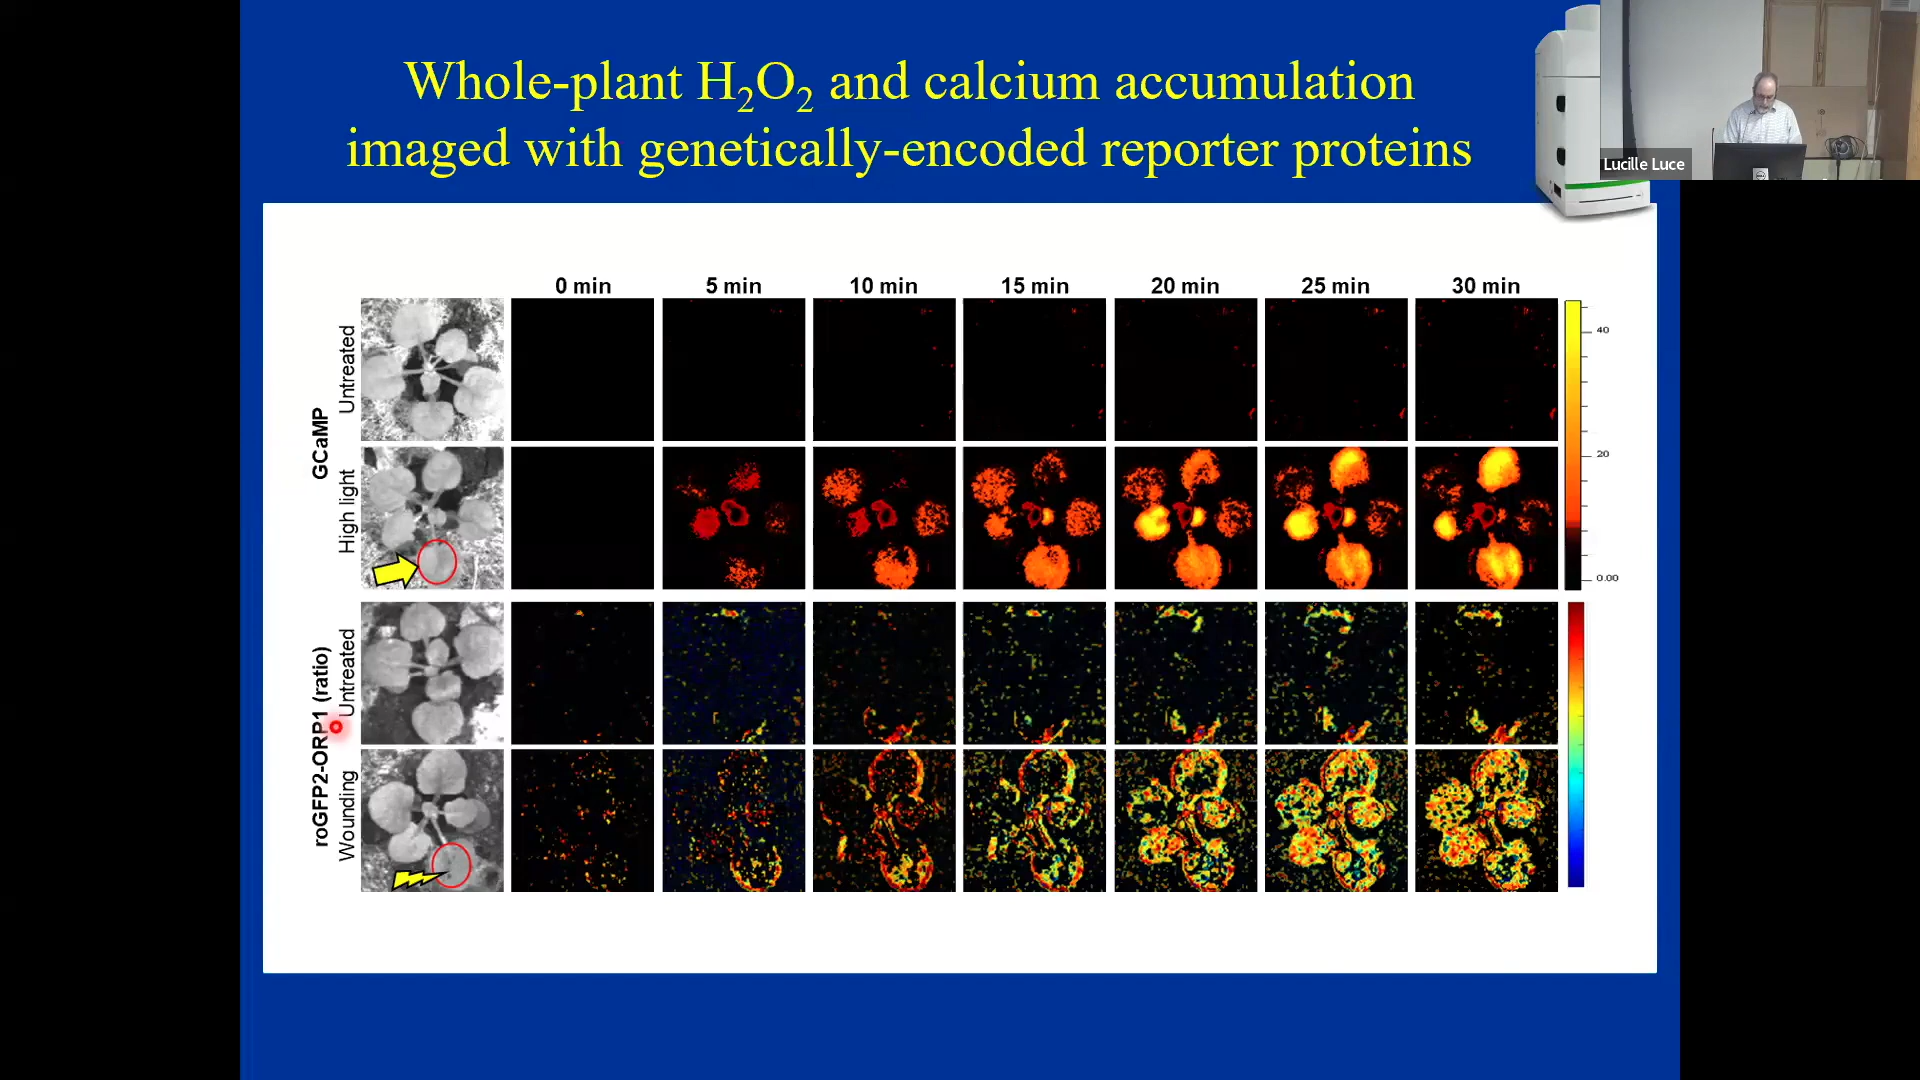 Whole-plant H₂O₂ and calcium accumulation
imaged with genetically-encoded reporter proteins
Lucille Luce
0 min 5 min 10 min 15 min 20 min 25 min 30 min
GCaMP
Untreated
High light
40
20
0.00
roGFP2-ORP1 (ratio)
Untreated
Wounding